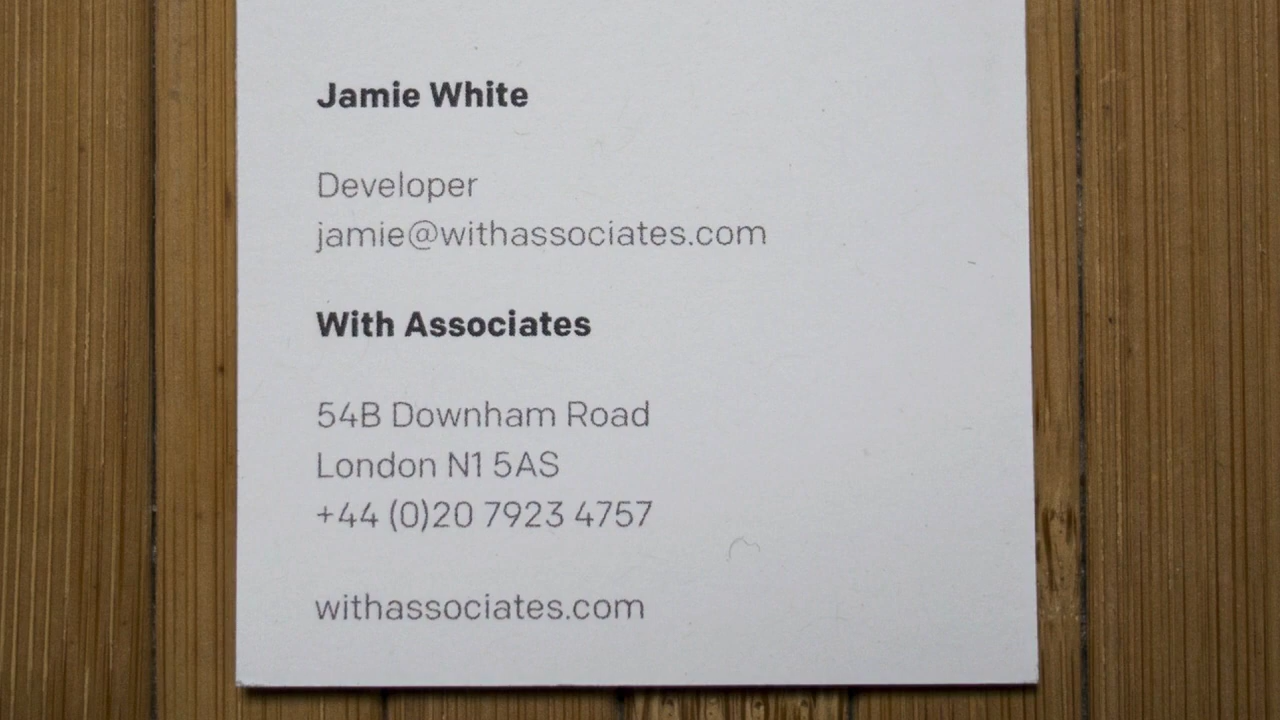 Jamie White
Developer
jamie@withassociates.com
With Associates
54B Downham Road
London N1 5AS
+44 (0)20 7923 4757
withassociates.com